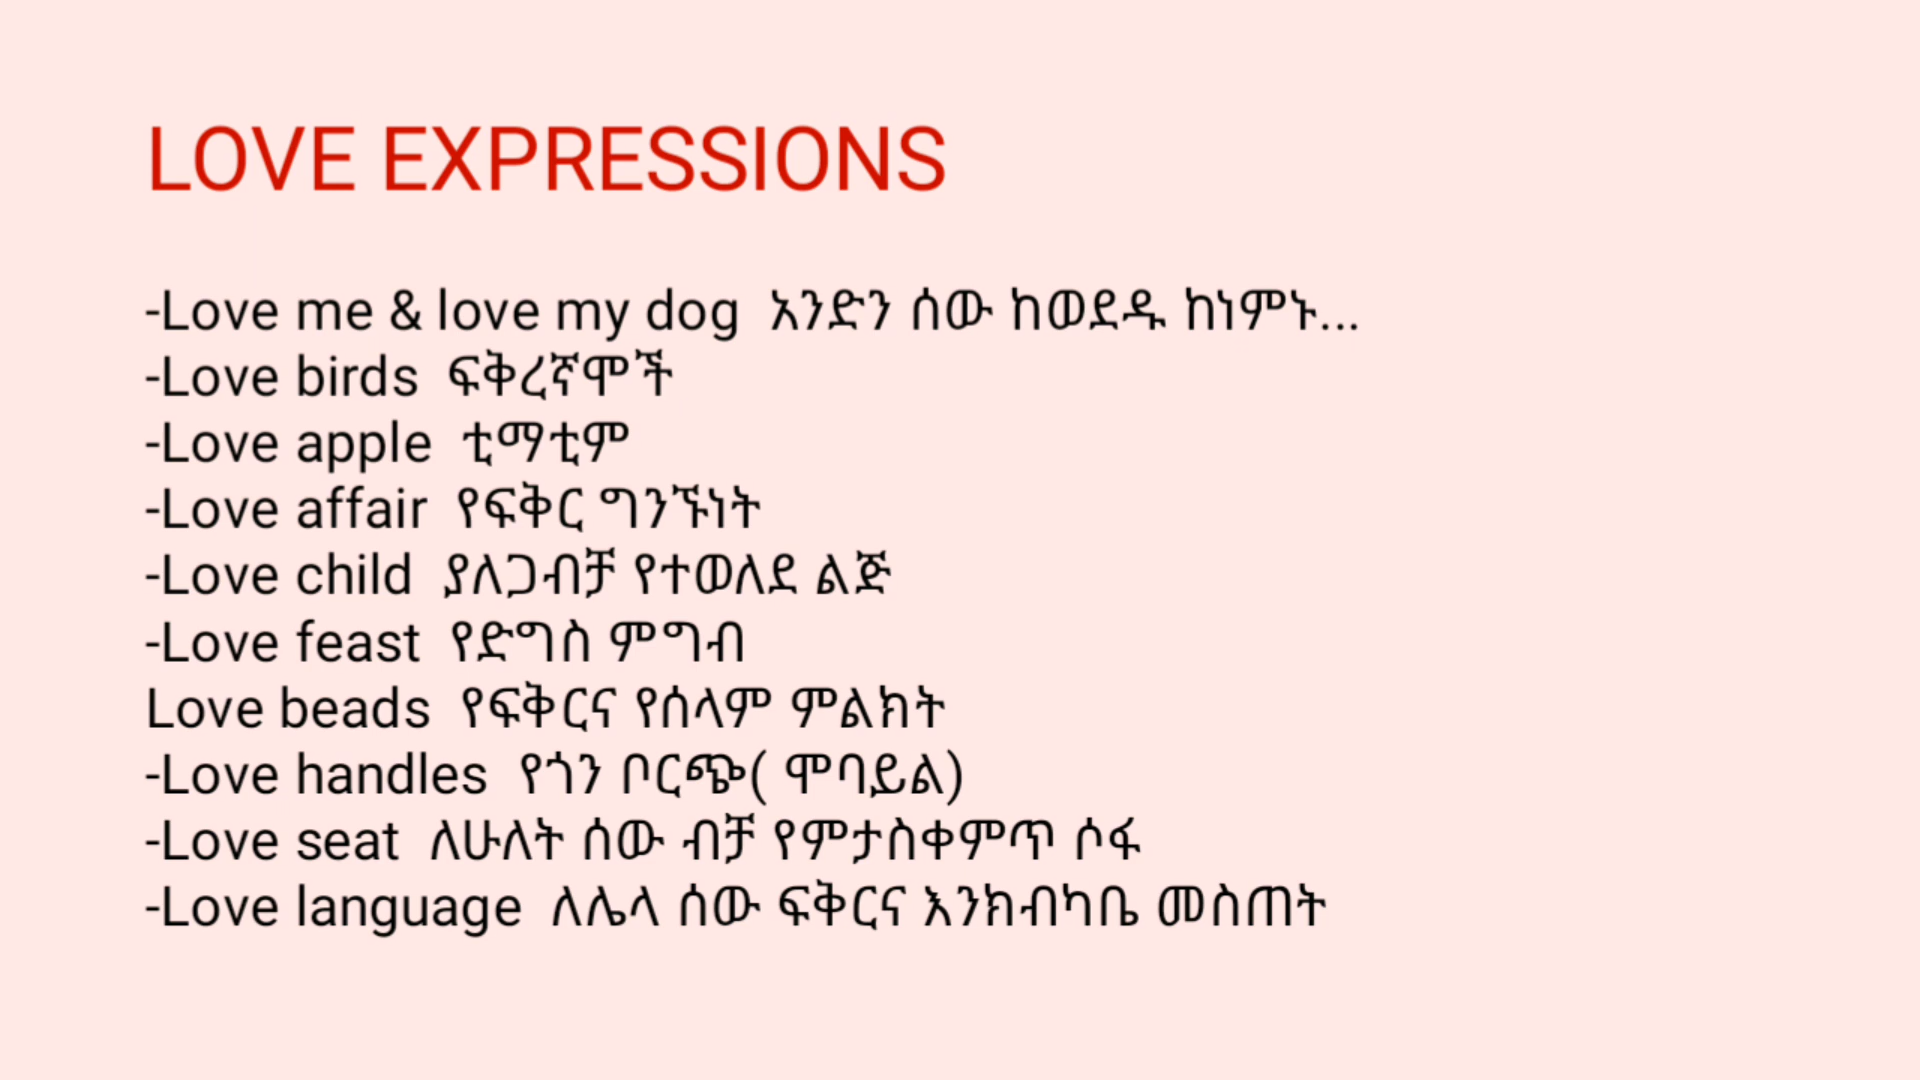 LOVE EXPRESSIONS
-Love me & love my dog አንድን ሰው ከወደዱ ከነምኑ...
-Love birds ፍቅረኛሞች
-Love apple ቲማቲም
-Love affair የፍቅር ግንኙነት
-Love child ያለጋብቻ የተወለደ ልጅ
-Love feast የድግስ ምግብ
Love beads የፍቅርና የሰላም ምልክት
-Love handles የጎን ቦርጭ( ሞባይል)
-Love seat ለሁለት ሰው ብቻ የምታስቀምጥ ሶፋ
-Love language ለሌላ ሰው ፍቅርና እንክብካቤ መስጠት